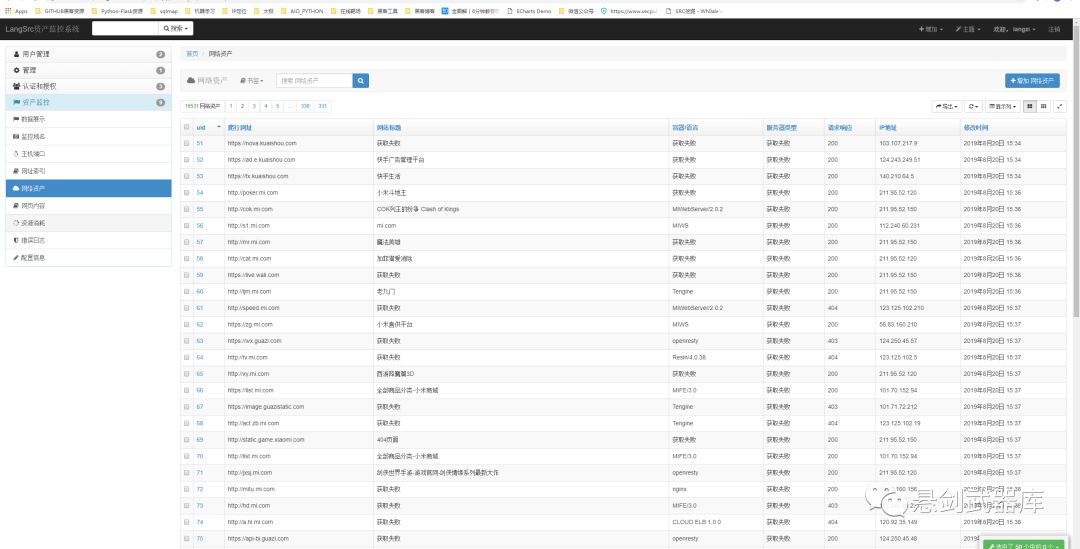 Apps GITHUB黑客资源 Python-Flask资源 sqlmap 机器学习 IP定位 太极 AIO_PYTHON 在线靶场 黑客工具 黑客博客 ECharts Demo 微信公众号 https://www.secpu
LangSrc资产监控系统 搜索 增加 主题 欢迎, langzi 注销
用户管理 2
管理 1
认证和授权 3
资产监控 9
数据展示
监控域名
主机端口
网址索引
网络资产
网页内容
资源消耗
错误日志
配置信息
首页 / 网络资产
网络资产 书签 搜索 网络资产 增加 网络资产
16531 网络资产 1 2 3 4 5 ... 330 331 导出 显示列
uid 爬行网址 网站标题 容器/语言 服务器类型 请求响应 IP地址 修改时间
51 https://nova.kuaishou.com 获取失败 获取失败 获取失败 200 103.107.217.9 2019年8月20日 15:34
52 https://ad.e.kuaishou.com 快手广告管理平台 获取失败 获取失败 200 124.243.249.51 2019年8月20日 15:34
53 https://tx.kuaishou.com 快手生活 获取失败 获取失败 200 140.210.64.5 2019年8月20日 15:34
54 http://poker.mi.com 小米斗地主 获取失败 获取失败 200 211.95.52.120 2019年8月20日 15:36
55 http://cok.mi.com COK列王的纷争 Clash of Kings MiWebServer/2.0.2 获取失败 200 211.95.52.150 2019年8月20日 15:36
56 http://s1.mi.com mi.com MIWS 获取失败 200 112.240.60.231 2019年8月20日 15:36
57 http://mr.mi.com 魔法英雄 获取失败 获取失败 200 211.95.52.150 2019年8月20日 15:36
58 http://cat.mi.com 加菲猫爱消除 获取失败 获取失败 200 211.95.52.120 2019年8月20日 15:36
59 https://live.wali.com 获取失败 获取失败 获取失败 200 211.95.52.150 2019年8月20日 15:36
60 http://ljm.mi.com 老九门 Tengine 获取失败 200 211.95.52.150 2019年8月20日 15:36
61 http://speed.mi.com 获取失败 MiWebServer/2.0.2 获取失败 404 123.125.102.210 2019年8月20日 15:37
62 https://zg.mi.com 小米直供平台 MIWS 获取失败 200 58.83.160.210 2019年8月20日 15:37
63 https://wx.guazi.com 获取失败 openresty 获取失败 403 124.250.45.57 2019年8月20日 15:37
64 http://tv.mi.com 获取失败 Resin/4.0.38 获取失败 404 123.125.102.5 2019年8月20日 15:37
65 http://xy.mi.com 西游降魔篇3D 获取失败 获取失败 200 211.95.52.120 2019年8月20日 15:37
66 https://list.mi.com 全部商品分类-小米商城 MIFE/3.0 获取失败 200 101.70.152.94 2019年8月20日 15:37
67 https://image.guazistatic.com 获取失败 Tengine 获取失败 403 101.71.72.212 2019年8月20日 15:37
68 http://act.zb.mi.com 获取失败 Tengine 获取失败 404 123.125.102.19 2019年8月20日 15:37
69 http://static.game.xiaomi.com 404页面 获取失败 获取失败 200 211.95.52.150 2019年8月20日 15:37
70 http://list.mi.com 全部商品分类-小米商城 MIFE/3.0 获取失败 200 101.70.152.94 2019年8月20日 15:37
71 http://jxsj.mi.com 剑侠世界手游-游戏官网-剑侠情缘系列最新大作 openresty 获取失败 200 211.95.52.120 2019年8月20日 15:37
72 http://mitu.mi.com 获取失败 nginx 获取失败 200
73 http://hd.mi.com 获取失败 MIFE/3.0 获取失败 403
74 http://a.hl.mi.com 获取失败 CLOUD ELB 1.0.0 获取失败 404 120.92.35.149 2019年8月20日 15:38
75 https://api-bi.guazi.com 获取失败 openresty 获取失败 200 124.250.45.48
悬剑武器库